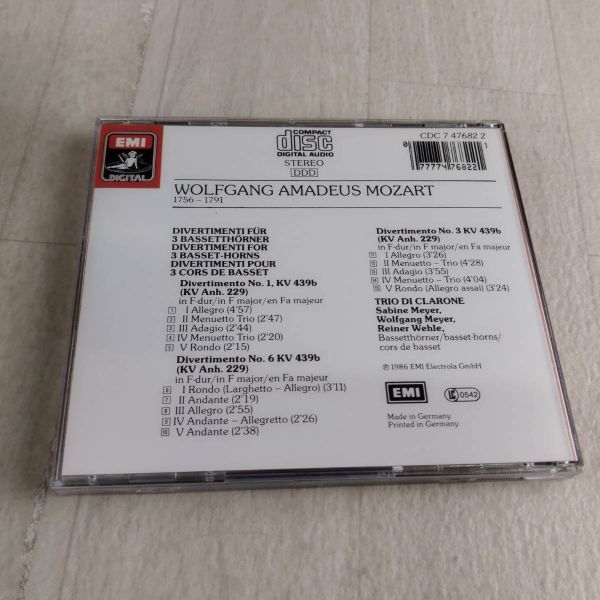 EMI
DIGITAL
COMPACT
disc
DIGITAL AUDIO
STEREO
DDD
CDC 7 47682 2
0 77774 76822 1
WOLFGANG AMADEUS MOZART
1756 – 1791
DIVERTIMENTI FÜR
3 BASSETTHÖRNER
DIVERTIMENTI FOR
3 BASSET-HORNS
DIVERTIMENTI POUR
3 CORS DE BASSET
Divertimento No. 1, KV 439b
(KV Anh. 229)
in F-dur/in F major/en Fa majeur
1 I Allegro (4'57)
2 II Menuetto Trio (2'47)
3 III Adagio (2'44)
4 IV Menuetto Trio (2'20)
5 V Rondo (2'15)
Divertimento No. 6 KV 439b
(KV Anh. 229)
in F-dur/in F major/en Fa majeur
6 I Rondo (Larghetto – Allegro) (3'11)
7 II Andante (2'19)
8 III Allegro (2'55)
9 IV Andante – Allegretto (2'26)
10 V Andante (2'38)
Divertimento No. 3 KV 439b
(KV Anh. 229)
in F-dur/in F major/en Fa majeur
11 I Allegro (3'26)
12 II Menuetto – Trio (4'28)
13 III Adagio (3'55)
14 IV Menuetto – Trio (4'04)
15 V Rondo (Allegro assai) (3'24)
TRIO DI CLARONE
Sabine Meyer,
Wolfgang Meyer,
Reiner Wehle,
Bassetthörner/basset-horns/
cors de basset
℗ 1986 EMI Electrola GmbH
EMI
LC 0542
Made in Germany
Printed in Germany